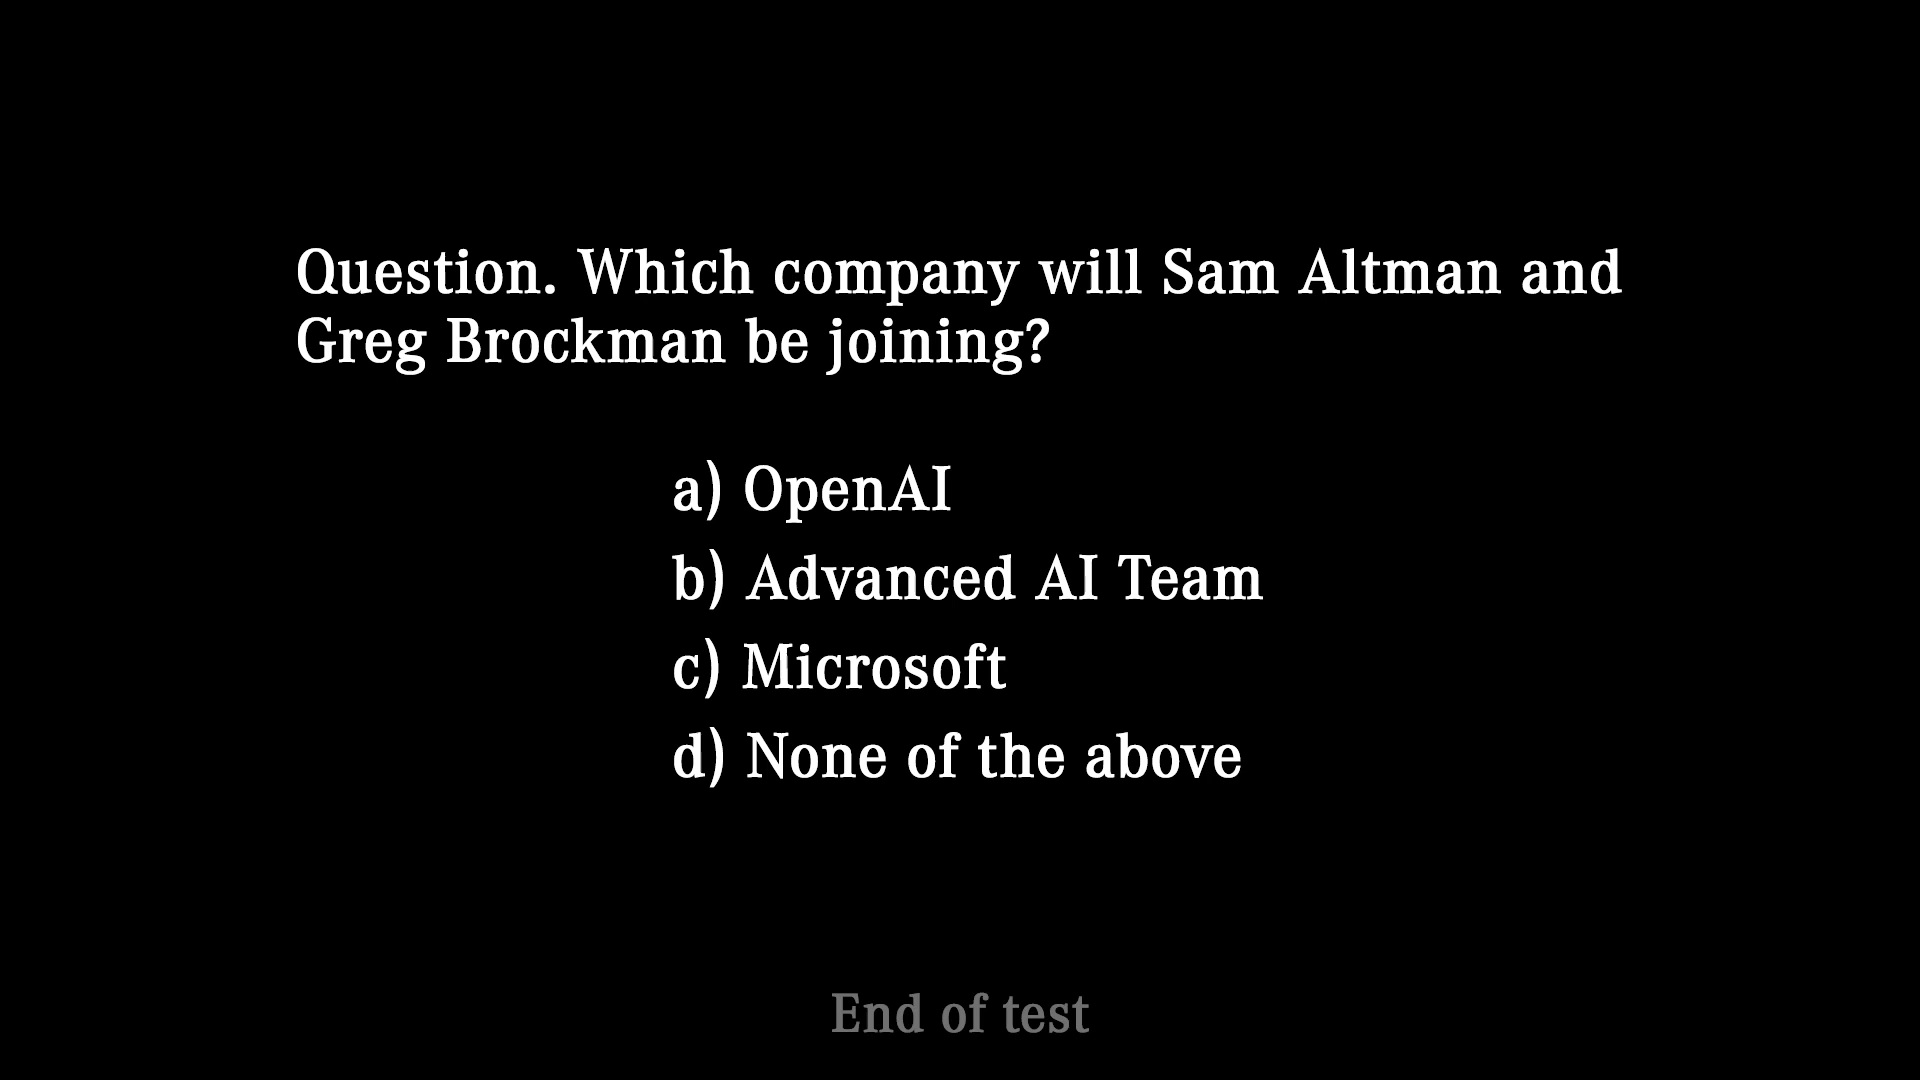 Question. Which company will Sam Altman and
Greg Brockman be joining?
a) OpenAI
b) Advanced AI Team
c) Microsoft
d) None of the above
End of test